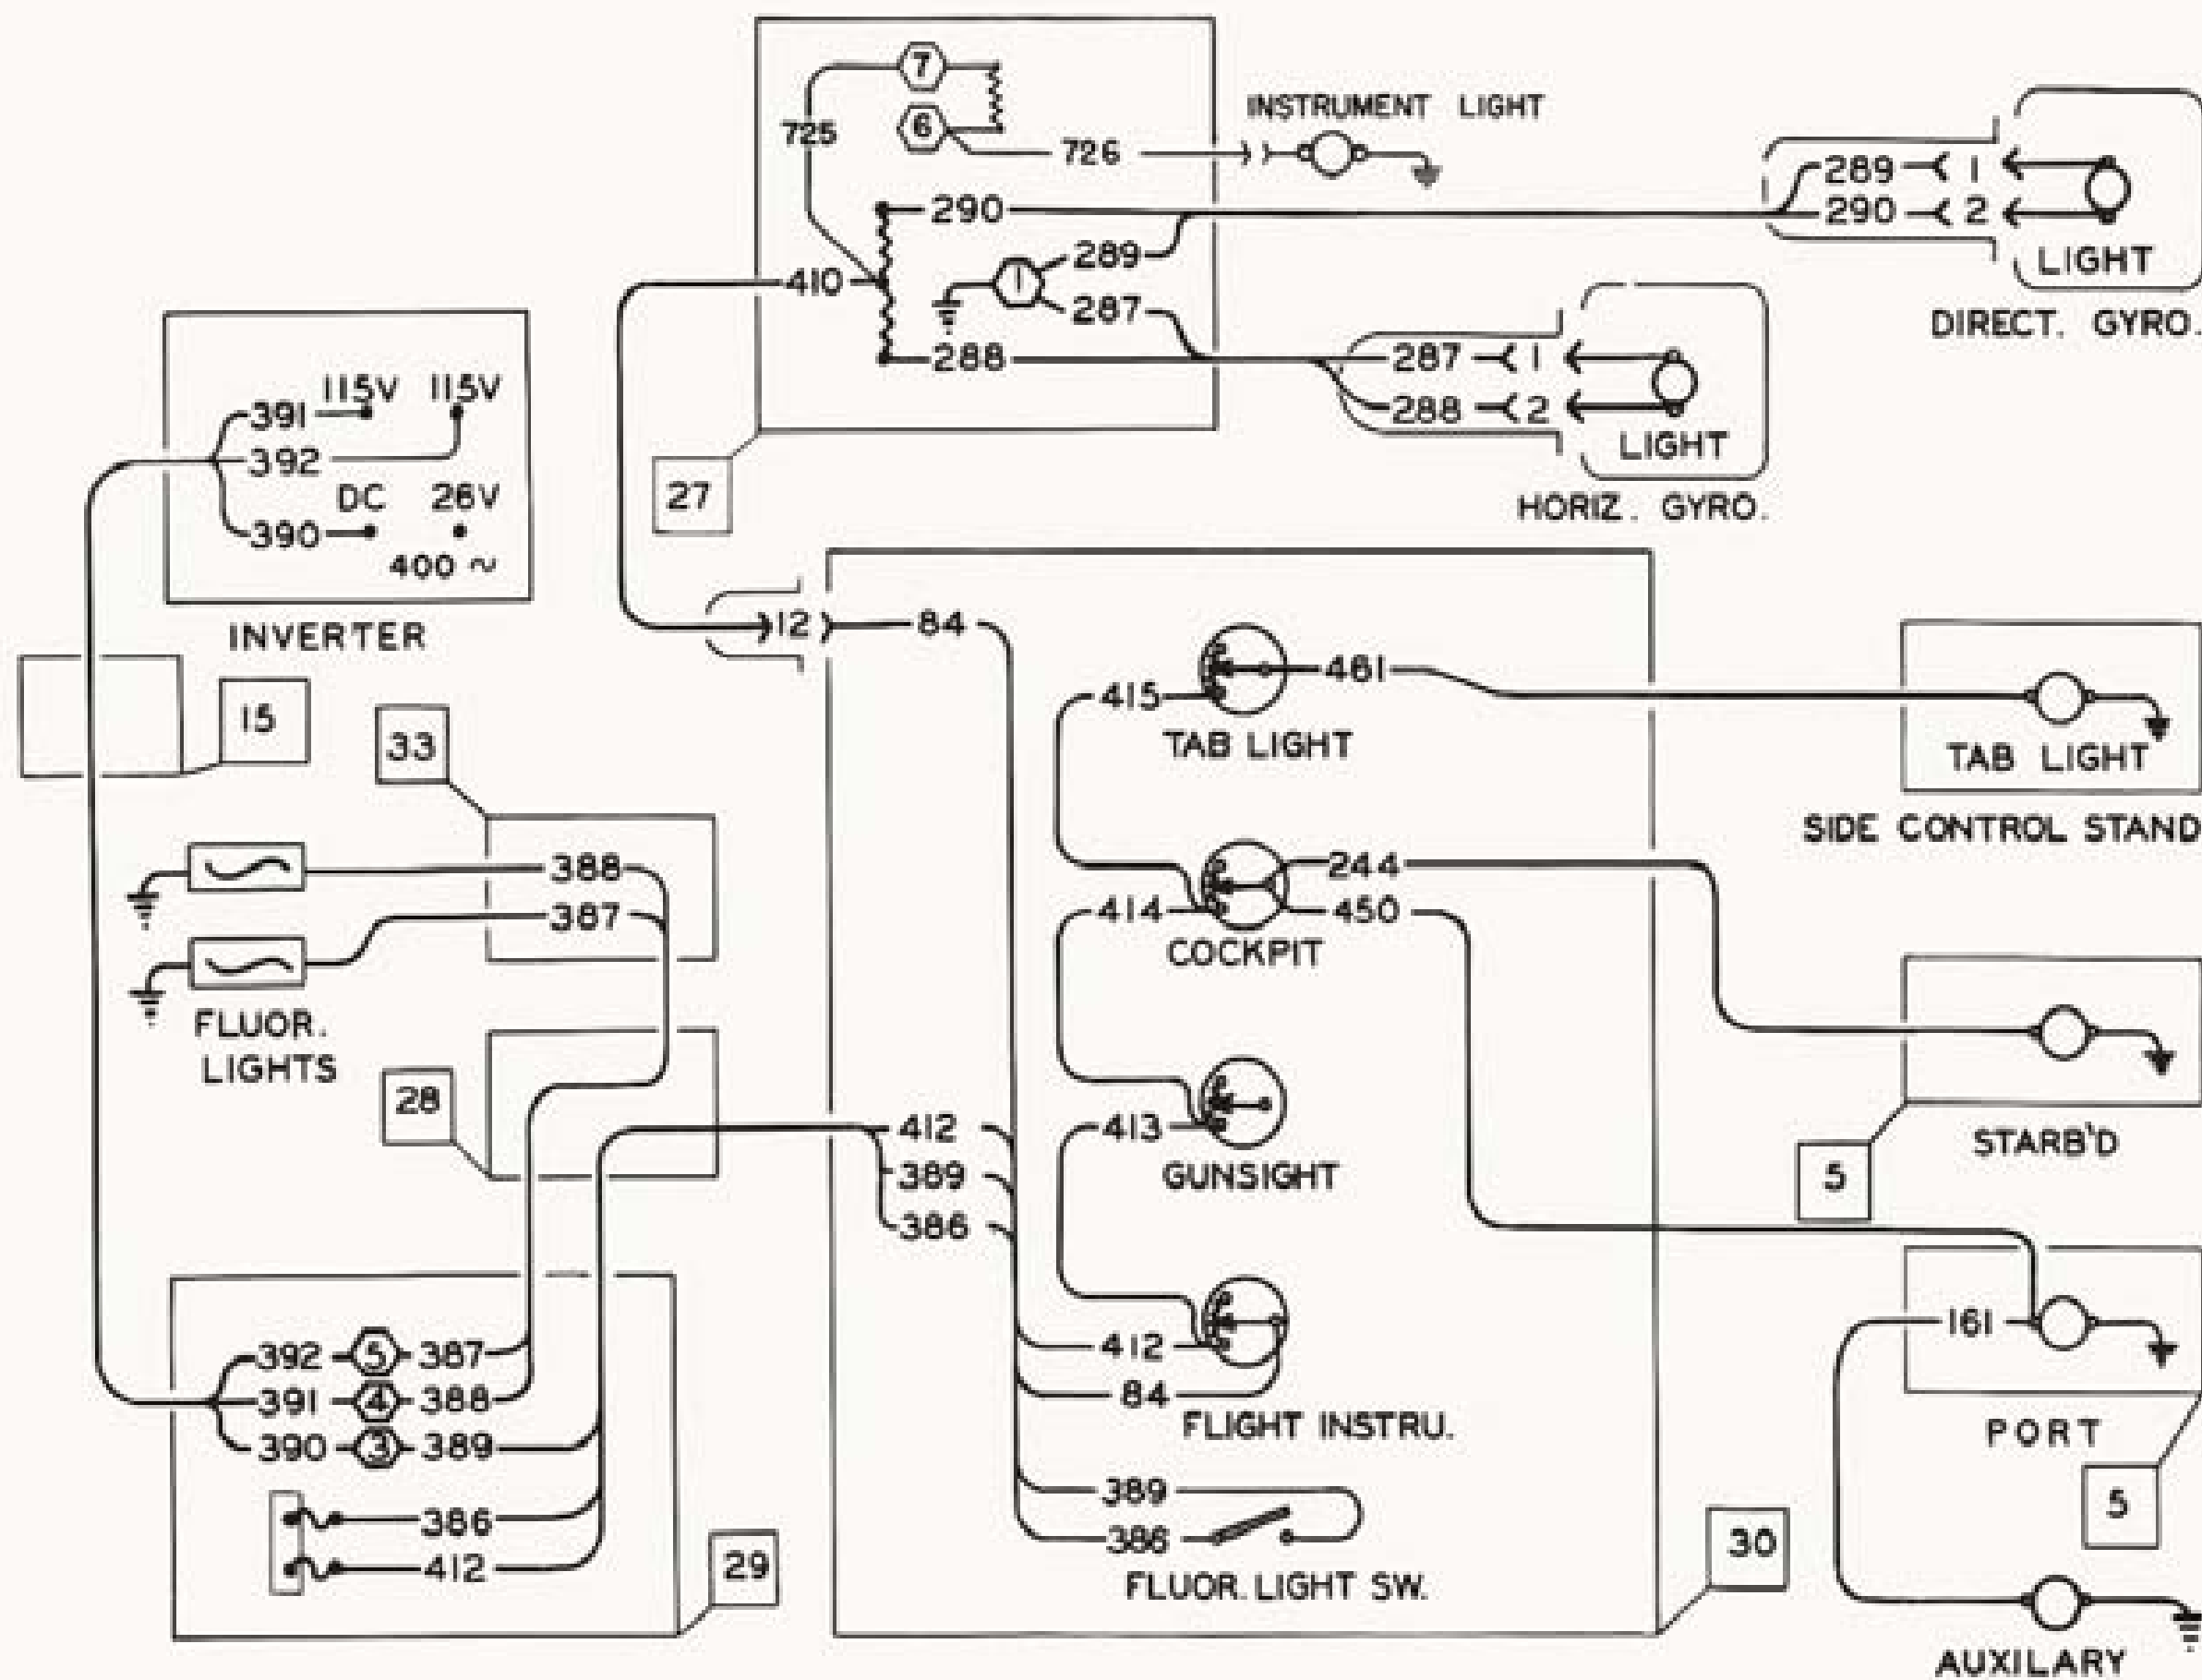 7
725
6
726
INSTRUMENT LIGHT
290
289
1
410
287
288
289 1
290 2
LIGHT
DIRECT. GYRO.
287 1
288 2
LIGHT
HORIZ. GYRO.
27
391 115V 115V
392
DC 26V
390
400 ~
INVERTER
15
33
388
387
FLUOR.
LIGHTS
28
12 84
461
415
TAB LIGHT
TAB LIGHT
SIDE CONTROL STAND
244
414 450
COCKPIT
412 413
389 GUNSIGHT
386
STARB'D
5
412
84
FLIGHT INSTRU.
161
PORT
5
392 5 387
391 4 388
390 3 389
386
412
29
389
386
FLUOR. LIGHT SW.
30
AUXILARY